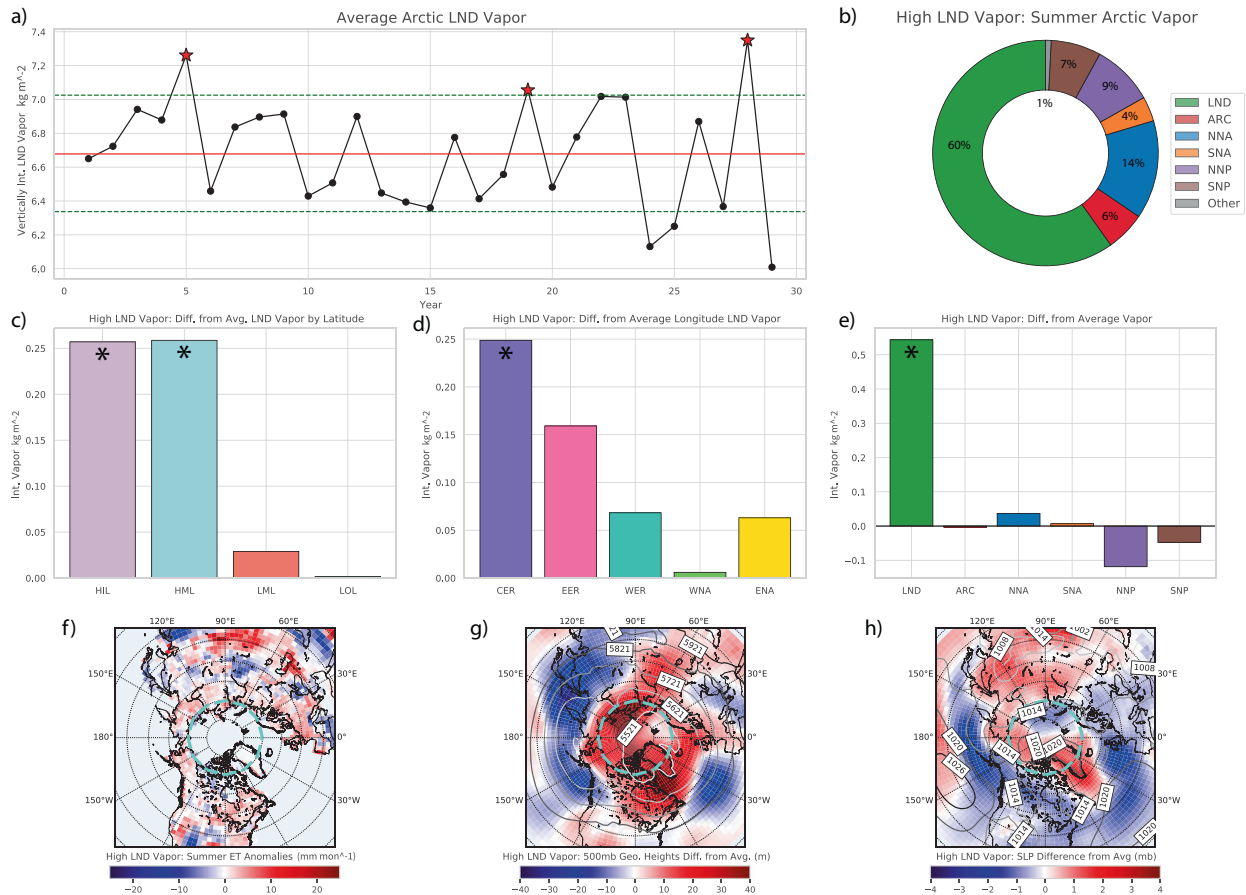 a)
Average Arctic LND Vapor
7.4
7.2
7.0
6.8
6.6
6.4
6.2
6.0
Vertically Int. LND Vapor kg m^-2
0
5
10
15
20
25
30
Year
b)
High LND Vapor: Summer Arctic Vapor
1%
7%
9%
4%
14%
6%
60%
LND
ARC
NNA
SNA
NNP
SNP
Other
c)
High LND Vapor: Diff. from Avg. LND Vapor by Latitude
0.25
0.20
0.15
0.10
0.05
0.00
Int. Vapor kg m^-2
*
*
HIL
HML
LML
LOL
d)
High LND Vapor: Diff. from Average Longitude LND Vapor
0.25
0.20
0.15
0.10
0.05
0.00
Int. Vapor kg m^-2
*
CER
EER
WER
WNA
ENA
e)
High LND Vapor: Diff. from Average Vapor
0.5
0.4
0.3
0.2
0.1
0.0
−0.1
Int. Vapor kg m^-2
*
LND
ARC
NNA
SNA
NNP
SNP
f)
120°E
90°E
60°E
150°E
30°E
180°
0°
150°W
30°W
High LND Vapor: Summer ET Anomalies (mm mon^-1)
−20
−10
0
10
20
g)
120°E
90°E
60°E
150°E
30°E
180°
0°
150°W
30°W
5821
5921
5721
5621
5521
High LND Vapor: 500mb Geo. Heights Diff. from Avg. (m)
−40
−30
−20
−10
0
10
20
30
40
h)
120°E
90°E
60°E
150°E
30°E
180°
0°
150°W
30°W
1008
1014
1002
1008
1014
1020
1020
1020
1014
1026
1014
1014
1020
1014
1020
High LND Vapor: SLP Difference from Avg (mb)
−4
−3
−2
−1
0
1
2
3
4